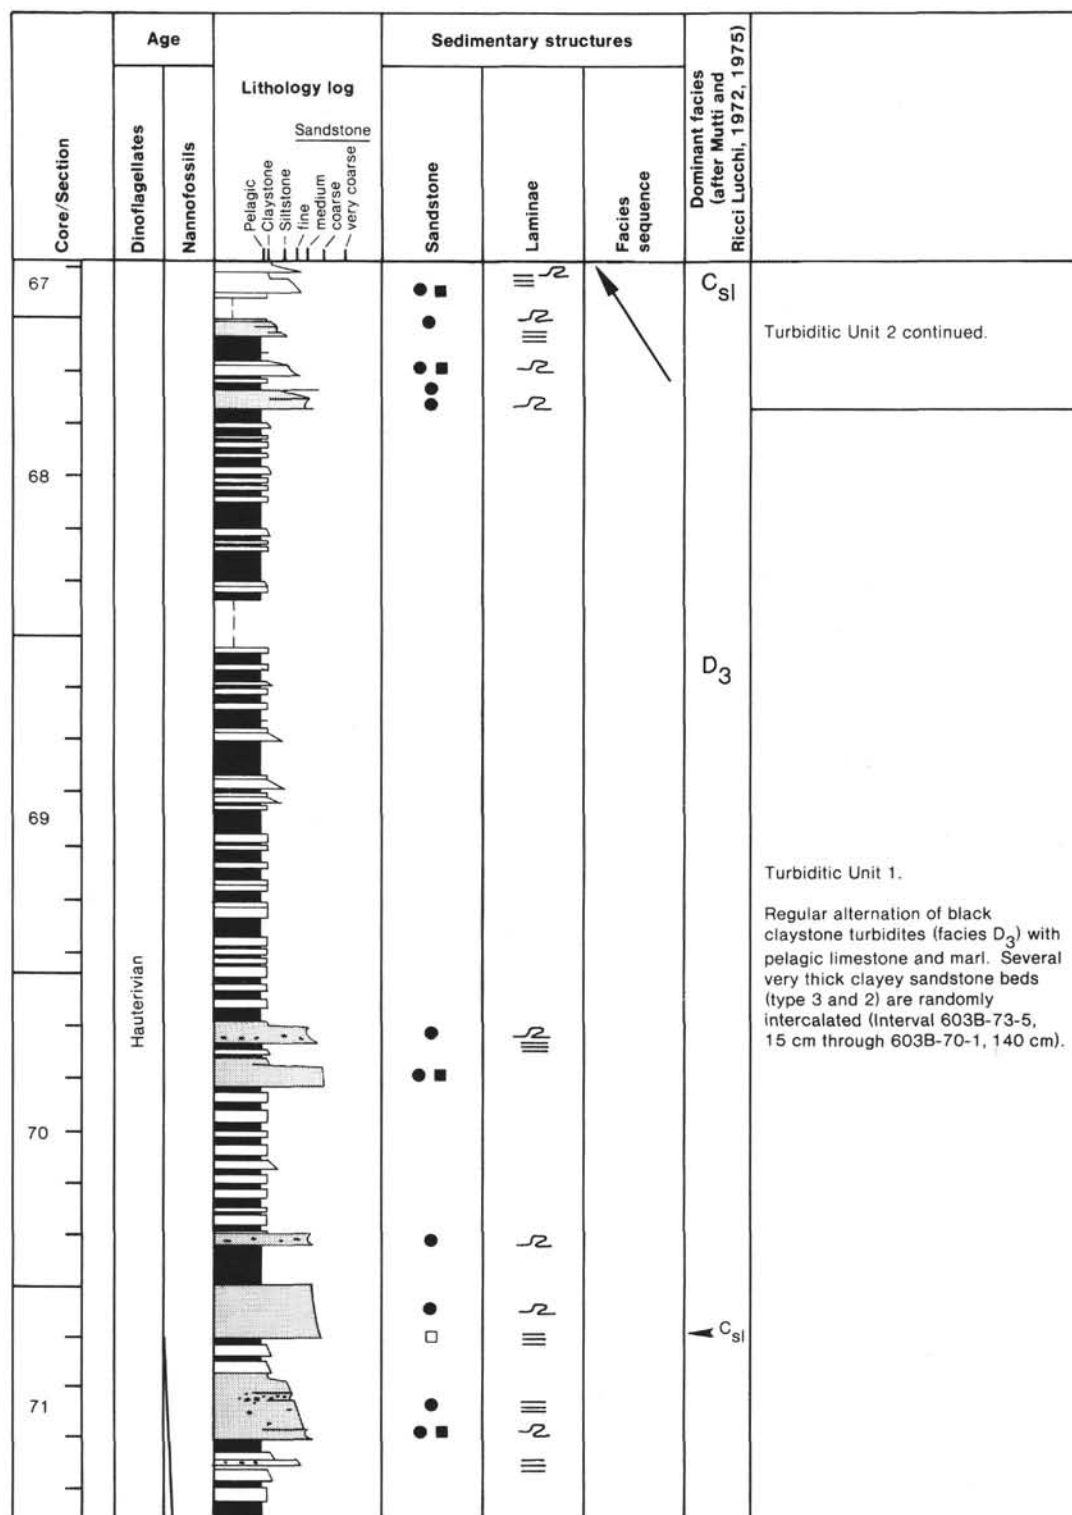 Age
Sedimentary structures
Core/Section
Dinoflagellates
Nannofossils
Lithology log
Sandstone
Pelagic
Claystone
Siltstone
fine
medium
coarse
very coarse
Sandstone
Laminae
Facies
sequence
Dominant facies
(after Mutti and
Ricci Lucchi, 1972, 1975)
67
Csl
Turbiditic Unit 2 continued.
68
D3
69
Turbiditic Unit 1.
Regular alternation of black
claystone turbidites (facies D3) with
pelagic limestone and marl. Several
very thick clayey sandstone beds
(type 3 and 2) are randomly
intercalated (Interval 603B-73-5,
15 cm through 603B-70-1, 140 cm).
Hauterivian
70
Csl
71